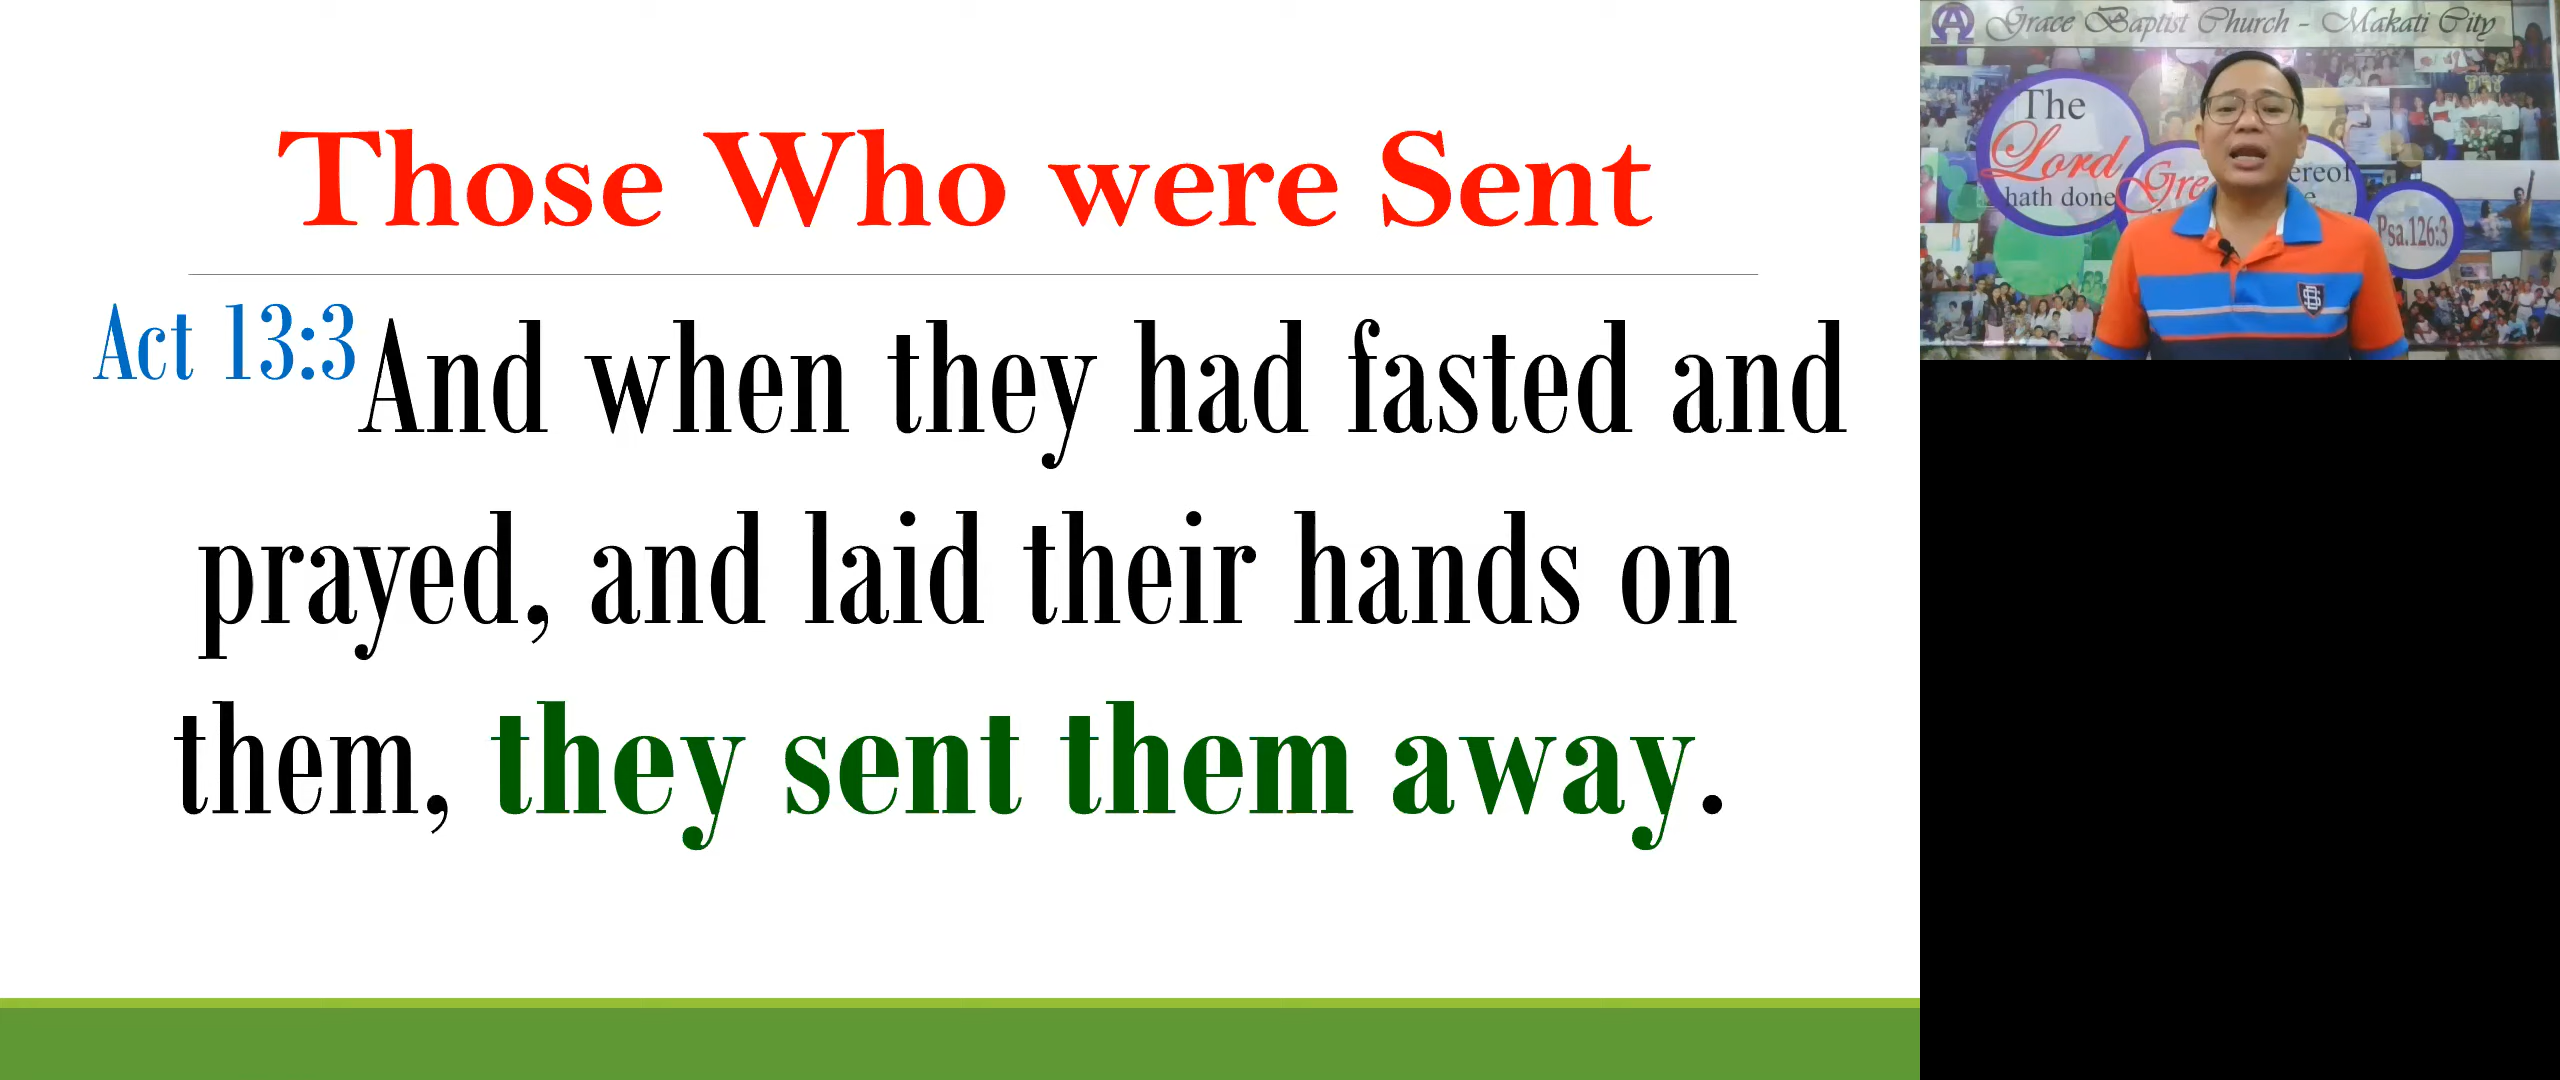 Those Who were Sent
Act 13:3 And when they had fasted and
prayed, and laid their hands on
them, they sent them away.
Grace Baptist Church - Makati City
The
Lord
hath done
Psa.126:3